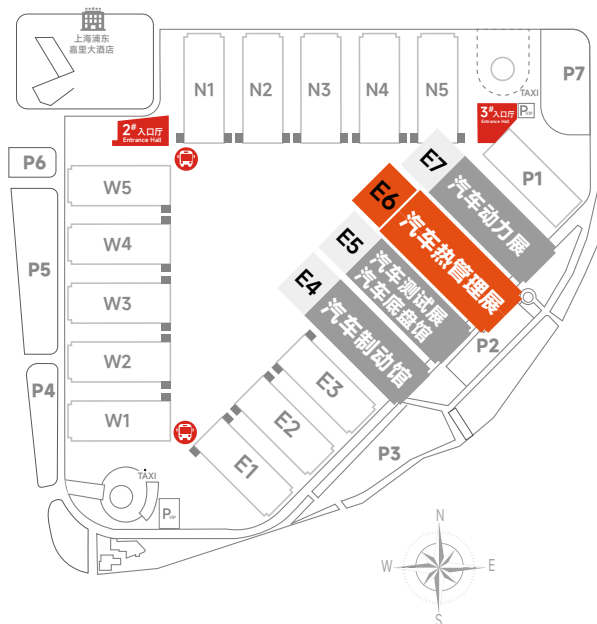 上海浦东
嘉里大酒店
N1
N2
N3
N4
N5
P7
TAXI
2#入口厅
Entrance Hall
3#入口厅
Entrance Hall
P VIP
P6
W5
E7
汽车动力展
P1
E6
汽车热管理展
W4
E5
汽车测试展
汽车底盘馆
P5
E4
汽车制动馆
W3
P2
W2
E3
P4
W1
E2
P3
E1
TAXI
P VIP
N
W
E
S